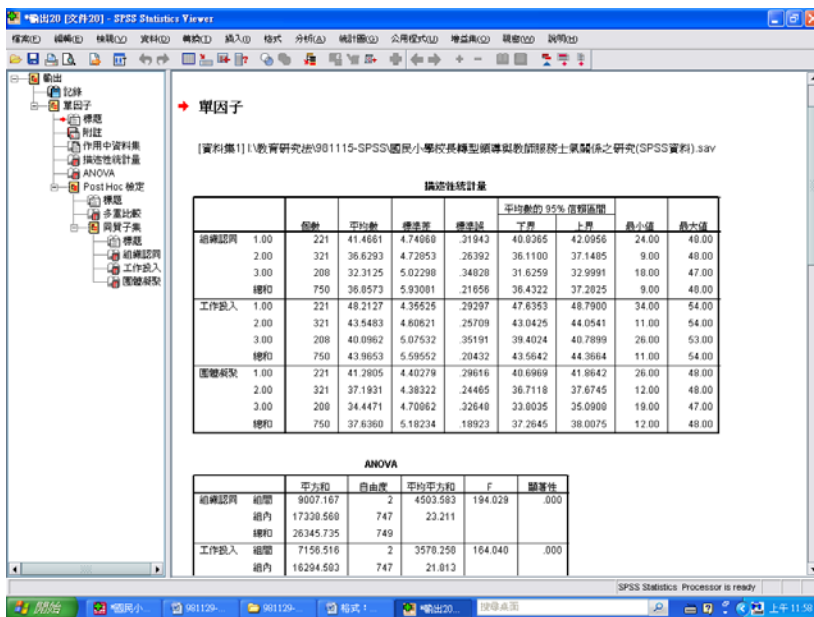 *輸出20 [文件20] - SPSS Statistics Viewer
檔案(F) 編輯(E) 檢視(V) 資料(D) 轉換(T) 插入(I) 格式 分析(A) 統計圖(G) 公用程式(U) 增益集(O) 視窗(W) 說明(H)
輸出
記錄
單因子
標題
附註
作用中資料集
描述性統計量
ANOVA
Post Hoc 檢定
標題
多重比較
同質子集
標題
組織認同
工作投入
團體凝聚
單因子
[資料集1] I:\教育研究法\981115-SPSS\國民小學校長轉型領導與教師服務士氣關係之研究(SPSS資料).sav
描述性統計量
平均數的 95% 信賴區間
個數 平均數 標準差 標準誤 下界 上界 最小值 最大值
組織認同 1.00 221 41.4661 4.74868 .31943 40.8365 42.0956 24.00 48.00
2.00 321 36.6293 4.72853 .26392 36.1100 37.1485 9.00 48.00
3.00 208 32.3125 5.02298 .34828 31.6259 32.9991 18.00 47.00
總和 750 36.8573 5.93081 .21656 36.4322 37.2825 9.00 48.00
工作投入 1.00 221 48.2127 4.35525 .29297 47.6353 48.7900 34.00 54.00
2.00 321 43.5483 4.60621 .25709 43.0425 44.0541 11.00 54.00
3.00 208 40.0962 5.07532 .35191 39.4024 40.7899 26.00 53.00
總和 750 43.9653 5.59552 .20432 43.5642 44.3664 11.00 54.00
團體凝聚 1.00 221 41.2805 4.40279 .29616 40.6969 41.8642 26.00 48.00
2.00 321 37.1931 4.38322 .24465 36.7118 37.6745 12.00 48.00
3.00 208 34.4471 4.70862 .32648 33.8035 35.0908 19.00 47.00
總和 750 37.6360 5.18234 .18923 37.2645 38.0075 12.00 48.00
ANOVA
平方和 自由度 平均平方和 F 顯著性
組織認同 組間 9007.167 2 4503.583 194.029 .000
組內 17338.568 747 23.211
總和 26345.735 749
工作投入 組間 7156.516 2 3578.258 164.040 .000
組內 16294.583 747 21.813
SPSS Statistics Processor is ready
開始 *國民小... 981129-... 981129-... 格式:... *輸出20... 搜尋桌面 上午 11:58